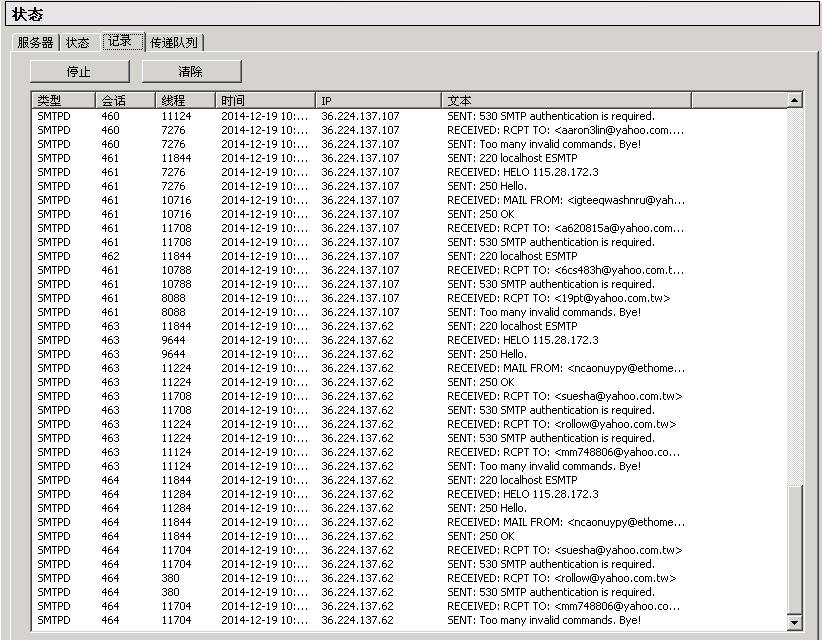 状态
服务器 状态 记录 传递队列
停止 清除
类型 会话 线程 时间 IP 文本
SMTPD 460 11124 2014-12-19 10:... 36.224.137.107 SENT: 530 SMTP authentication is required.
SMTPD 460 7276 2014-12-19 10:... 36.224.137.107 RECEIVED: RCPT TO: <aaron3lin@yahoo.com....
SMTPD 460 7276 2014-12-19 10:... 36.224.137.107 SENT: Too many invalid commands. Bye!
SMTPD 461 11844 2014-12-19 10:... 36.224.137.107 SENT: 220 localhost ESMTP
SMTPD 461 7276 2014-12-19 10:... 36.224.137.107 RECEIVED: HELO 115.28.172.3
SMTPD 461 7276 2014-12-19 10:... 36.224.137.107 SENT: 250 Hello.
SMTPD 461 10716 2014-12-19 10:... 36.224.137.107 RECEIVED: MAIL FROM: <igteeqwashnru@yah...
SMTPD 461 10716 2014-12-19 10:... 36.224.137.107 SENT: 250 OK
SMTPD 461 11708 2014-12-19 10:... 36.224.137.107 RECEIVED: RCPT TO: <a620815a@yahoo.com...
SMTPD 461 11708 2014-12-19 10:... 36.224.137.107 SENT: 530 SMTP authentication is required.
SMTPD 462 11844 2014-12-19 10:... 36.224.137.107 SENT: 220 localhost ESMTP
SMTPD 461 10788 2014-12-19 10:... 36.224.137.107 RECEIVED: RCPT TO: <6cs483h@yahoo.com.t...
SMTPD 461 10788 2014-12-19 10:... 36.224.137.107 SENT: 530 SMTP authentication is required.
SMTPD 461 8088 2014-12-19 10:... 36.224.137.107 RECEIVED: RCPT TO: <19pt@yahoo.com.tw>
SMTPD 461 8088 2014-12-19 10:... 36.224.137.107 SENT: Too many invalid commands. Bye!
SMTPD 463 11844 2014-12-19 10:... 36.224.137.62 SENT: 220 localhost ESMTP
SMTPD 463 9644 2014-12-19 10:... 36.224.137.62 RECEIVED: HELO 115.28.172.3
SMTPD 463 9644 2014-12-19 10:... 36.224.137.62 SENT: 250 Hello.
SMTPD 463 11224 2014-12-19 10:... 36.224.137.62 RECEIVED: MAIL FROM: <ncaonuypy@ethome...
SMTPD 463 11224 2014-12-19 10:... 36.224.137.62 SENT: 250 OK
SMTPD 463 11708 2014-12-19 10:... 36.224.137.62 RECEIVED: RCPT TO: <suesha@yahoo.com.tw>
SMTPD 463 11708 2014-12-19 10:... 36.224.137.62 SENT: 530 SMTP authentication is required.
SMTPD 463 11224 2014-12-19 10:... 36.224.137.62 RECEIVED: RCPT TO: <rollow@yahoo.com.tw>
SMTPD 463 11224 2014-12-19 10:... 36.224.137.62 SENT: 530 SMTP authentication is required.
SMTPD 463 11124 2014-12-19 10:... 36.224.137.62 RECEIVED: RCPT TO: <mm748806@yahoo.co...
SMTPD 463 11124 2014-12-19 10:... 36.224.137.62 SENT: Too many invalid commands. Bye!
SMTPD 464 11844 2014-12-19 10:... 36.224.137.62 SENT: 220 localhost ESMTP
SMTPD 464 11284 2014-12-19 10:... 36.224.137.62 RECEIVED: HELO 115.28.172.3
SMTPD 464 11284 2014-12-19 10:... 36.224.137.62 SENT: 250 Hello.
SMTPD 464 11844 2014-12-19 10:... 36.224.137.62 RECEIVED: MAIL FROM: <ncaonuypy@ethome...
SMTPD 464 11844 2014-12-19 10:... 36.224.137.62 SENT: 250 OK
SMTPD 464 11704 2014-12-19 10:... 36.224.137.62 RECEIVED: RCPT TO: <suesha@yahoo.com.tw>
SMTPD 464 11704 2014-12-19 10:... 36.224.137.62 SENT: 530 SMTP authentication is required.
SMTPD 464 380 2014-12-19 10:... 36.224.137.62 RECEIVED: RCPT TO: <rollow@yahoo.com.tw>
SMTPD 464 380 2014-12-19 10:... 36.224.137.62 SENT: 530 SMTP authentication is required.
SMTPD 464 11704 2014-12-19 10:... 36.224.137.62 RECEIVED: RCPT TO: <mm748806@yahoo.co...
SMTPD 464 11704 2014-12-19 10:... 36.224.137.62 SENT: Too many invalid commands. Bye!